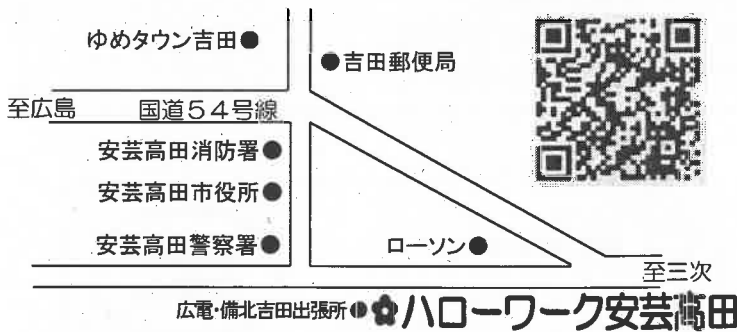 ゆめタウン吉田
吉田郵便局
至広島
国道54号線
安芸高田消防署
安芸高田市役所
安芸高田警察署
ローソン
至三次
広電・備北吉田出張所
ハローワーク安芸高田